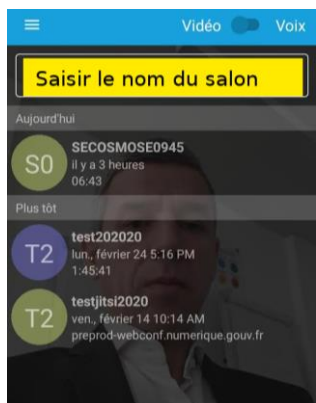 Vidéo Voix
Saisir le nom du salon
Aujourd'hui
S0
SECOSMOSE0945
il y a 3 heures
06:43
Plus tôt
T2
test202020
lun., février 24 5:16 PM
1:45:41
T2
testjitsi2020
ven., février 14 10:14 AM
preprod-webconf.numerique.gouv.fr